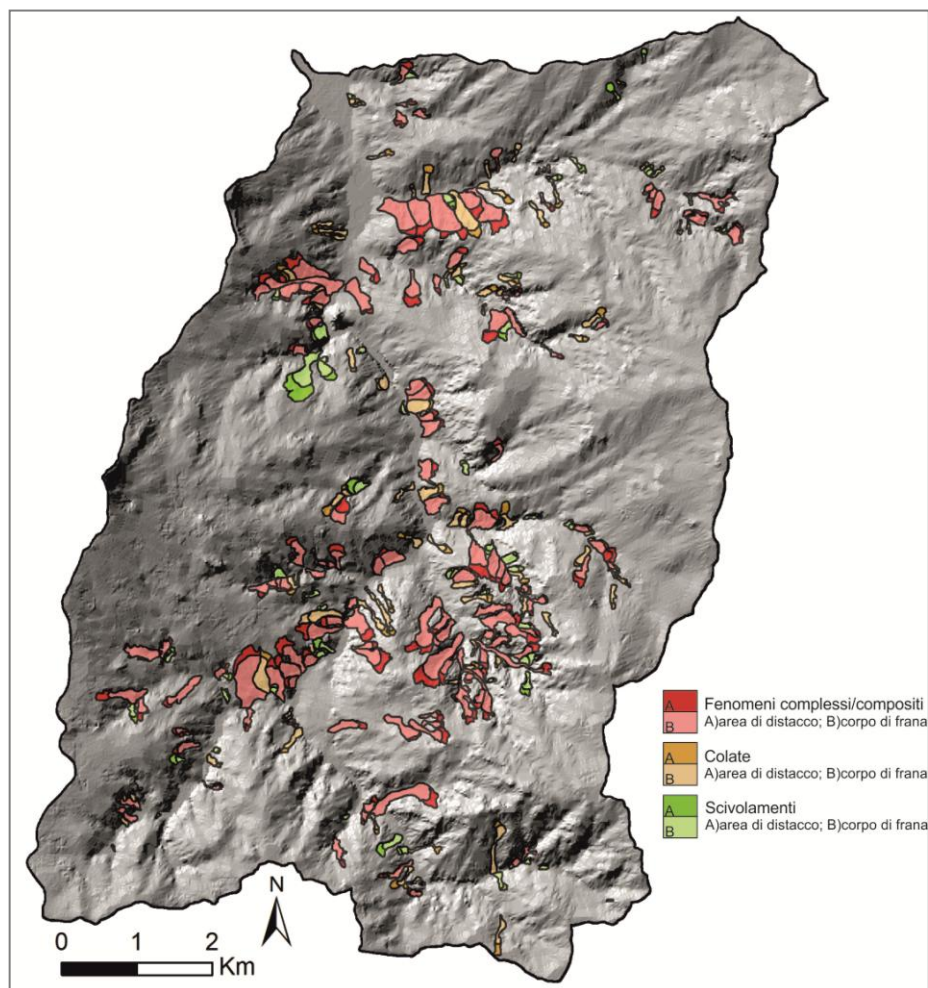 A
Fenomeni complessi/compositi
B
A)area di distacco; B)corpo di frana
A
Colate
B
A)area di distacco; B)corpo di frana
A
Scivolamenti
B
A)area di distacco; B)corpo di frana
N
0 1 2
Km